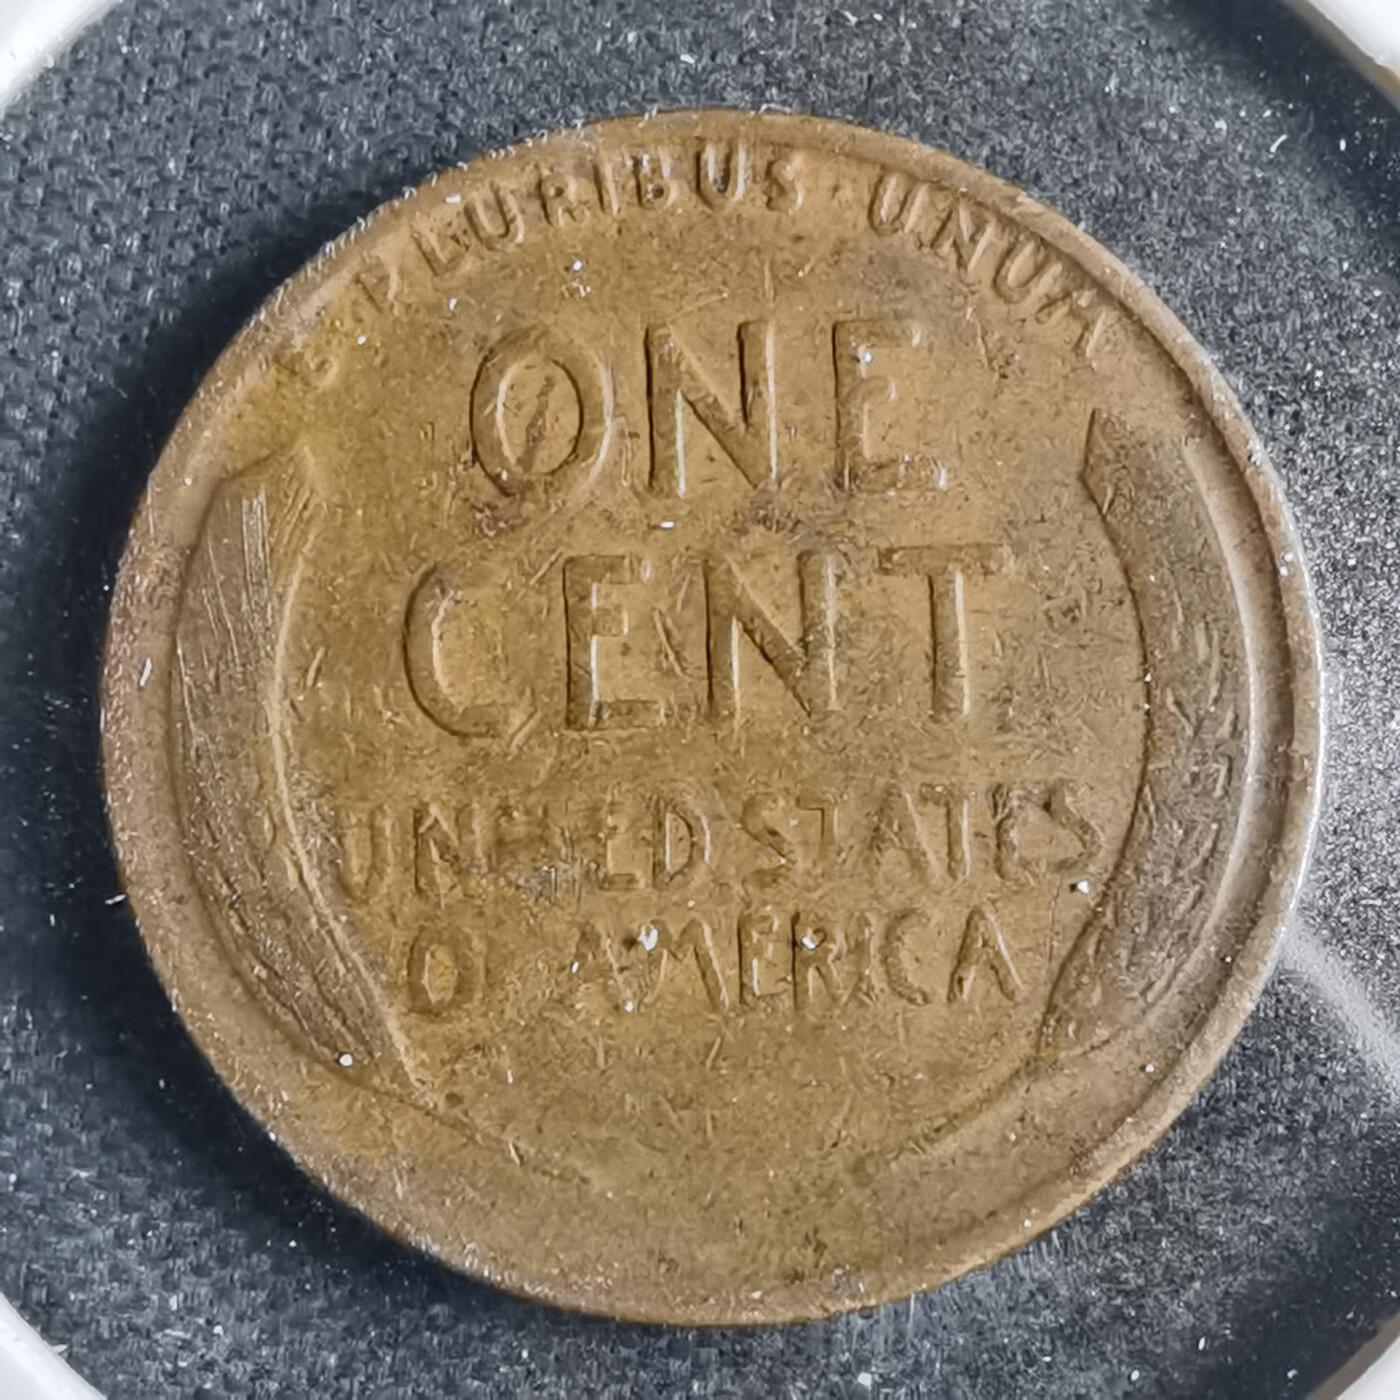 E PLURIBUS UNUM
ONE
CENT
UNITED STATES
O AMERICA